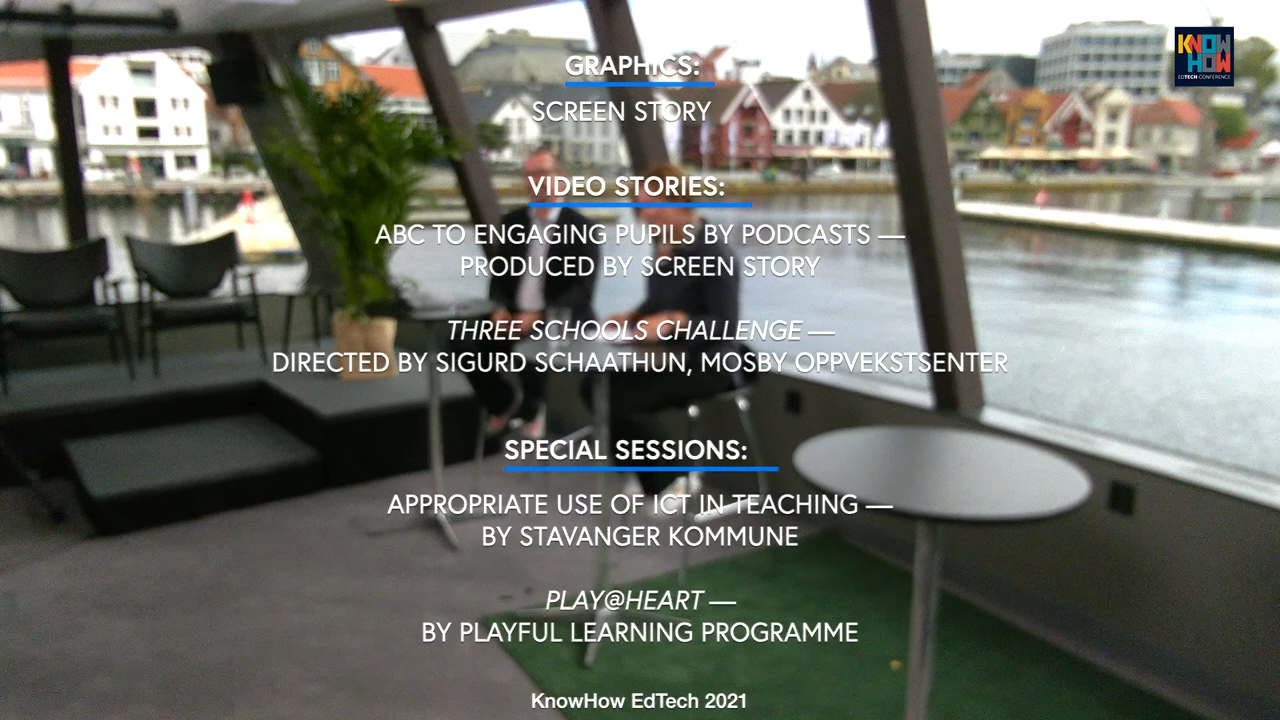 KNOW
HOW
EDTECH CONFERENCE
GRAPHICS:
SCREEN STORY
VIDEO STORIES:
ABC TO ENGAGING PUPILS BY PODCASTS —
PRODUCED BY SCREEN STORY
THREE SCHOOLS CHALLENGE —
DIRECTED BY SIGURD SCHAATHUN, MOSBY OPPVEKSTSENTER
SPECIAL SESSIONS:
APPROPRIATE USE OF ICT IN TEACHING —
BY STAVANGER KOMMUNE
PLAY@HEART —
BY PLAYFUL LEARNING PROGRAMME
KnowHow EdTech 2021